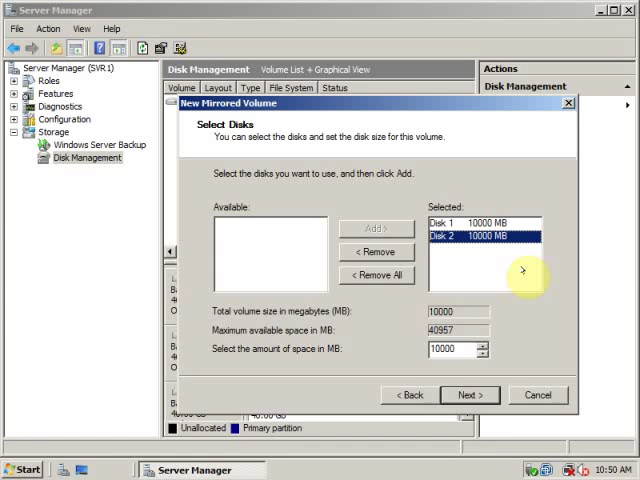 Server Manager
File Action View Help
Server Manager (SVR1)
Roles
Features
Diagnostics
Configuration
Storage
Windows Server Backup
Disk Management
Disk Management Volume List + Graphical View
Volume Layout Type File System Status
Actions
Disk Management
New Mirrored Volume
Select Disks
You can select the disks and set the disk size for this volume.
Select the disks you want to use, and then click Add.
Available:
Selected:
Add >
< Remove
< Remove All
Disk 1 10000 MB
Disk 2 10000 MB
Total volume size in megabytes (MB): 10000
Maximum available space in MB: 40957
Select the amount of space in MB: 10000
< Back Next > Cancel
Unallocated Primary partition
Start Server Manager 10:50 AM